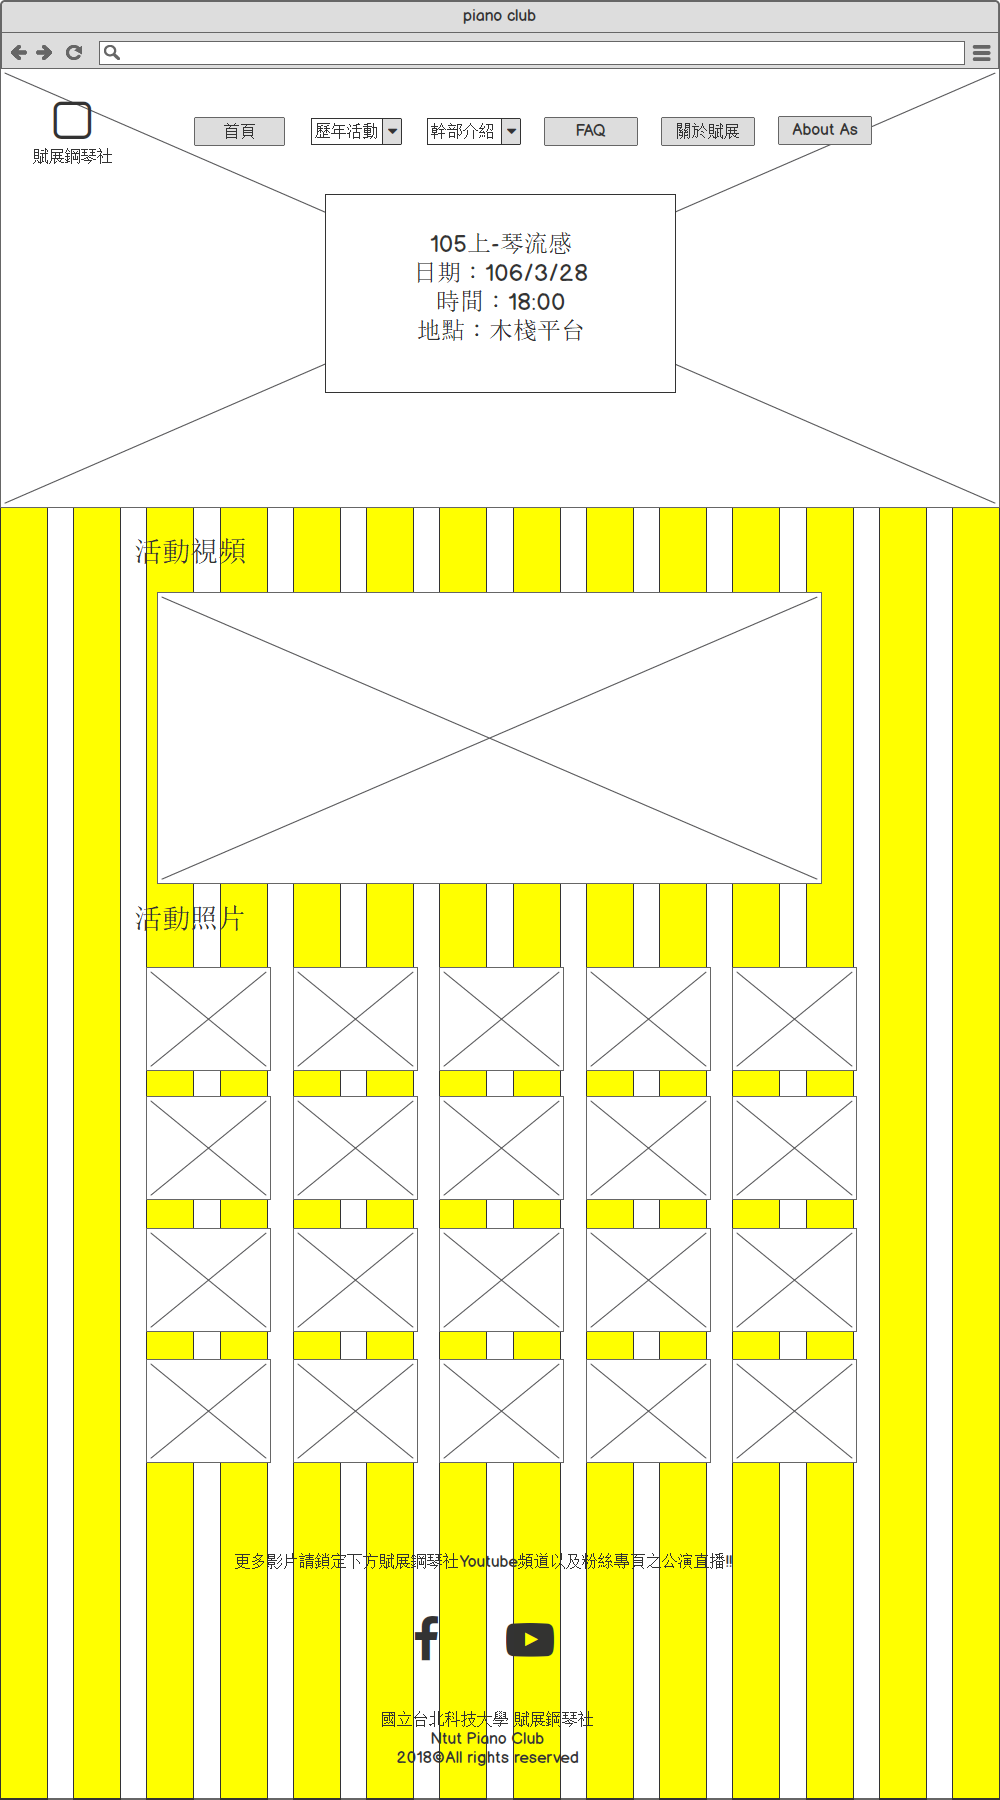 piano club
賦展鋼琴社
首頁
歷年活動
幹部介紹
FAQ
關於賦展
About As
105上-琴流感
日期：106/3/28
時間：18:00
地點：木棧平台
活動視頻
活動照片
更多影片請鎖定下方賦展鋼琴社Youtube頻道以及粉絲專頁之公演直播!!
國立台北科技大學 賦展鋼琴社
Ntut Piano Club
2018©All rights reserved